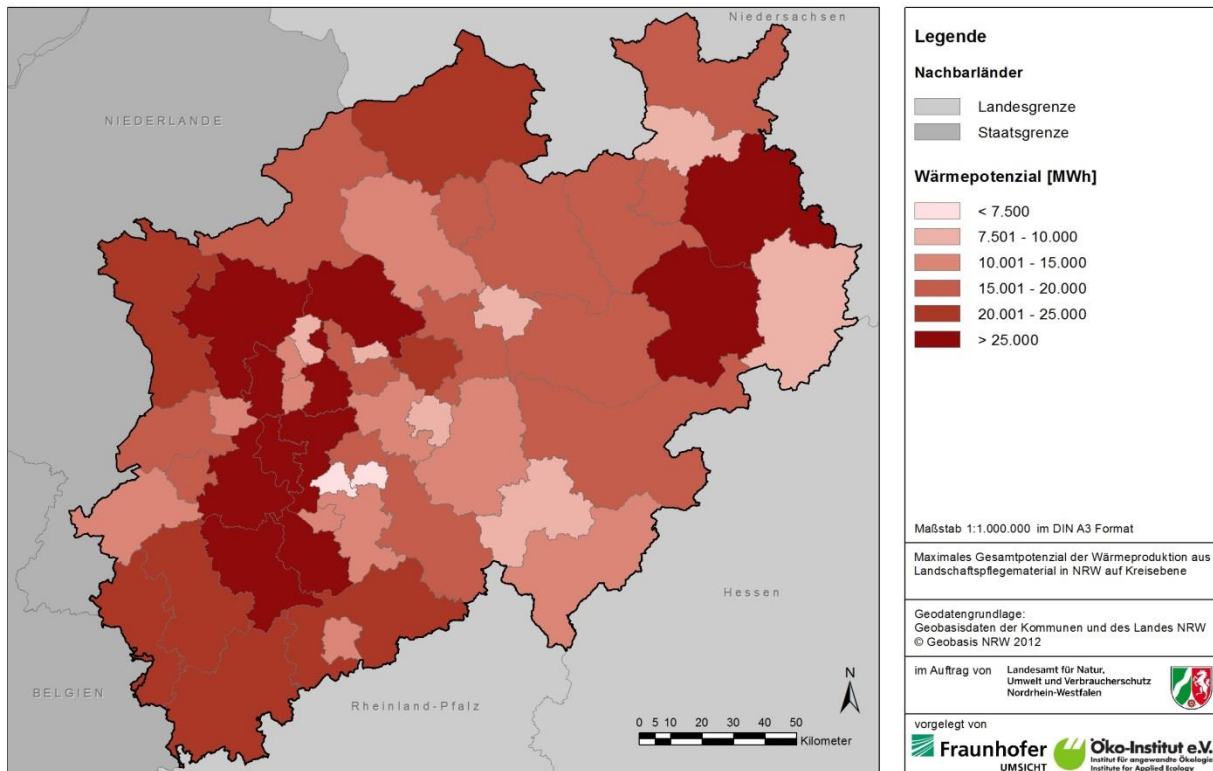 Niedersachsen
NIEDERLANDE
BELGIEN
Rheinland-Pfalz
Hessen
N
0 5 10 20 30 40 50
Kilometer
Legende
Nachbarländer
Landesgrenze
Staatsgrenze
Wärmepotenzial [MWh]
< 7.500
7.501 - 10.000
10.001 - 15.000
15.001 - 20.000
20.001 - 25.000
> 25.000
Maßstab 1:1.000.000 im DIN A3 Format
Maximales Gesamtpotenzial der Wärmeproduktion aus
Landschaftspflegematerial in NRW auf Kreisebene
Geodatengrundlage:
Geobasisdaten der Kommunen und des Landes NRW
© Geobasis NRW 2012
im Auftrag von
Landesamt für Natur,
Umwelt und Verbraucherschutz
Nordrhein-Westfalen
vorgelegt von
Fraunhofer
UMSICHT
Öko-Institut e.V.
Institut für angewandte Ökologie
Institute for Applied Ecology